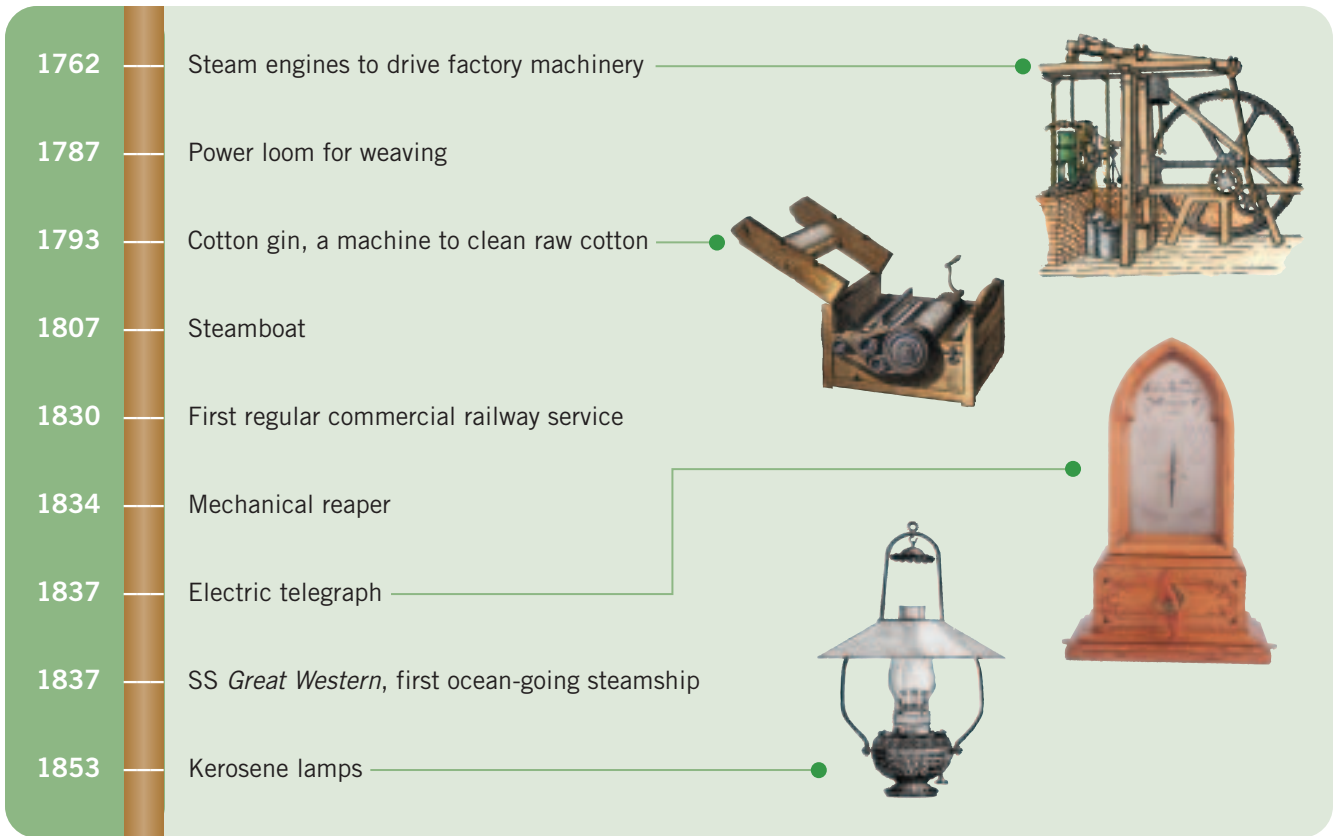 1762 Steam engines to drive factory machinery
1787 Power loom for weaving
1793 Cotton gin, a machine to clean raw cotton
1807 Steamboat
1830 First regular commercial railway service
1834 Mechanical reaper
1837 Electric telegraph
1837 SS Great Western, first ocean-going steamship
1853 Kerosene lamps